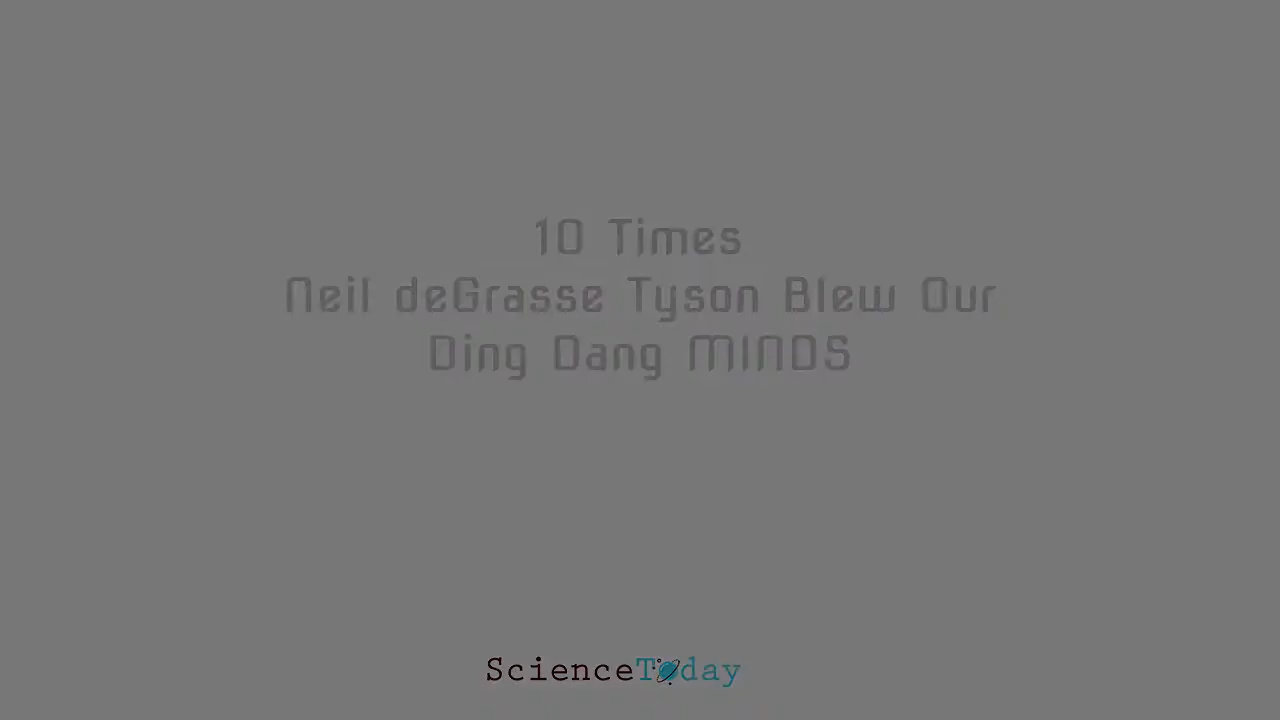 10 Times
Neil deGrasse Tyson Blew Our
Ding Dang MINDS
ScienceToday